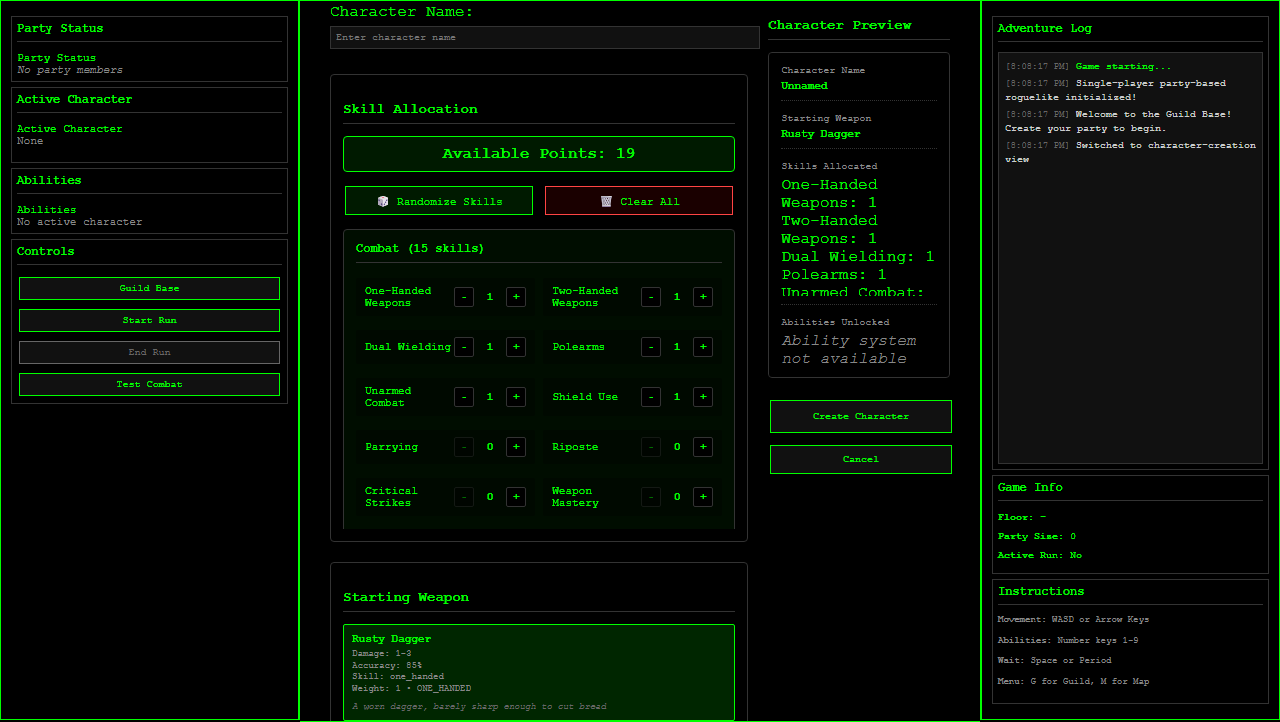 Party Status
Party Status
No party members
Active Character
Active Character
None
Abilities
Abilities
No active character
Controls
Guild Base
Start Run
End Run
Test Combat
Character Name:
Enter character name
Skill Allocation
Available Points: 19
🎲 Randomize Skills
🗑️ Clear All
Combat (15 skills)
One-Handed
Weapons
- 1 +
Two-Handed
Weapons
- 1 +
Dual Wielding - 1 +
Polearms - 1 +
Unarmed
Combat
- 1 +
Shield Use - 1 +
Parrying - 0 +
Riposte - 0 +
Critical
Strikes
- 0 +
Weapon
Mastery
- 0 +
Starting Weapon
Rusty Dagger
Damage: 1-3
Accuracy: 85%
Skill: one_handed
Weight: 1 • ONE_HANDED
A worn dagger, barely sharp enough to cut bread
Character Preview
Character Name
Unnamed
Starting Weapon
Rusty Dagger
Skills Allocated
One-Handed
Weapons: 1
Two-Handed
Weapons: 1
Dual Wielding: 1
Polearms: 1
Unarmed Combat:
Abilities Unlocked
Ability system
not available
Create Character
Cancel
Adventure Log
[8:08:17 PM] Game starting...
[8:08:17 PM] Single-player party-based
roguelike initialized!
[8:08:17 PM] Welcome to the Guild Base!
Create your party to begin.
[8:08:17 PM] Switched to character-creation
view
Game Info
Floor: -
Party Size: 0
Active Run: No
Instructions
Movement: WASD or Arrow Keys
Abilities: Number keys 1-9
Wait: Space or Period
Menu: G for Guild, M for Map